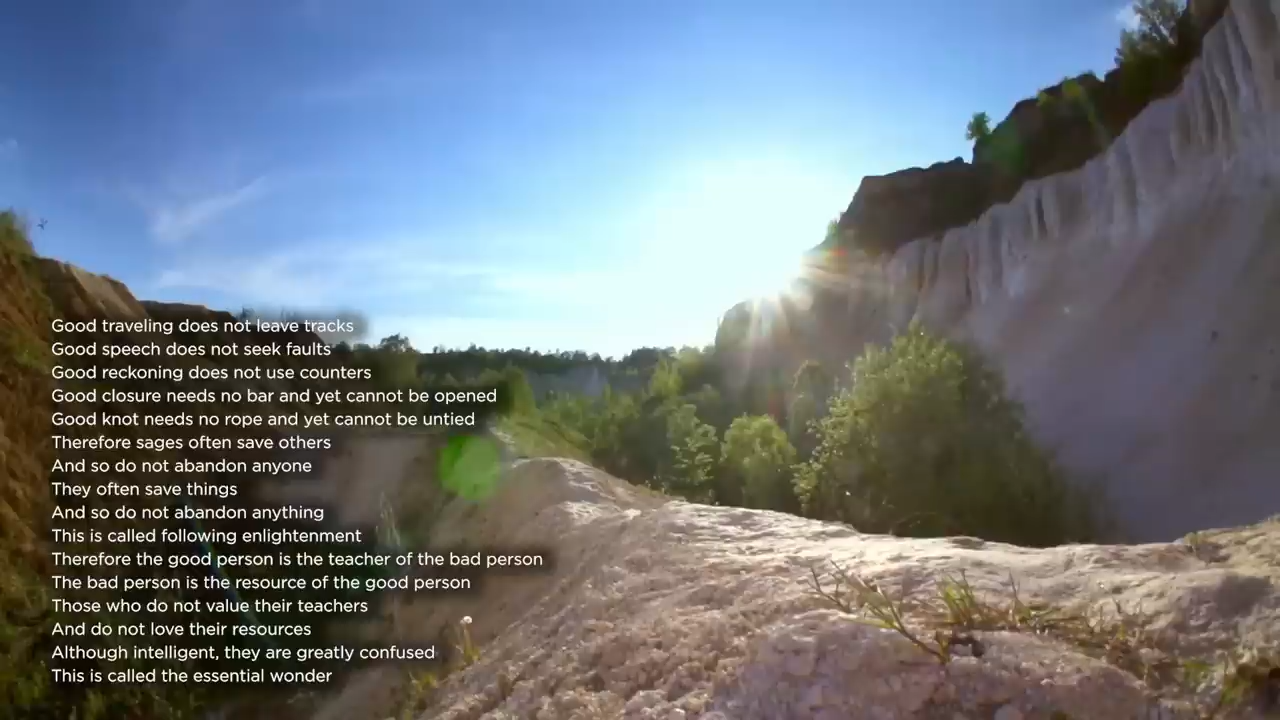 Good traveling does not leave tracks
Good speech does not seek faults
Good reckoning does not use counters
Good closure needs no bar and yet cannot be opened
Good knot needs no rope and yet cannot be untied
Therefore sages often save others
And so do not abandon anyone
They often save things
And so do not abandon anything
This is called following enlightenment
Therefore the good person is the teacher of the bad person
The bad person is the resource of the good person
Those who do not value their teachers
And do not love their resources
Although intelligent, they are greatly confused
This is called the essential wonder